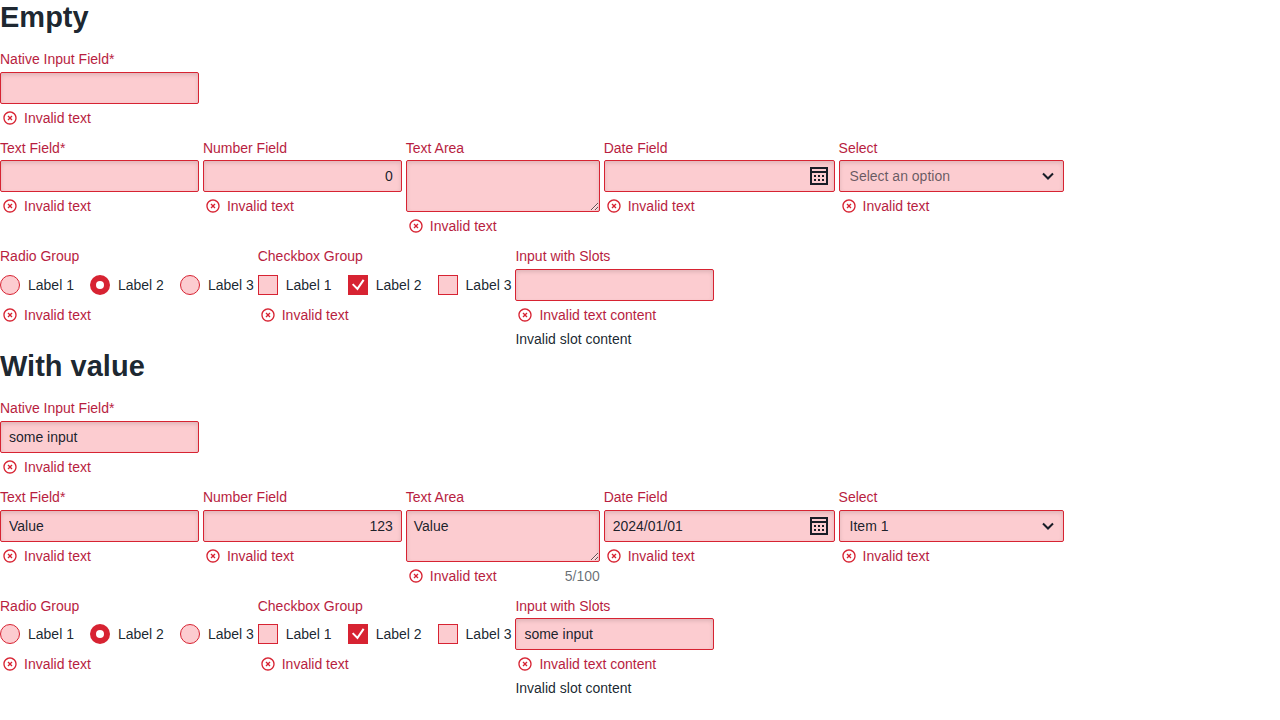 Empty
Native Input Field*
Invalid text
Text Field* Number Field Text Area Date Field Select
0 Select an option
Invalid text Invalid text Invalid text Invalid text
Invalid text
Radio Group Checkbox Group Input with Slots
Label 1 Label 2 Label 3 Label 1 Label 2 Label 3
Invalid text Invalid text Invalid text content
Invalid slot content
With value
Native Input Field*
some input
Invalid text
Text Field* Number Field Text Area Date Field Select
Value 123 Value 2024/01/01 Item 1
Invalid text Invalid text Invalid text Invalid text
Invalid text 5/100
Radio Group Checkbox Group Input with Slots
Label 1 Label 2 Label 3 Label 1 Label 2 Label 3 some input
Invalid text Invalid text Invalid text content
Invalid slot content